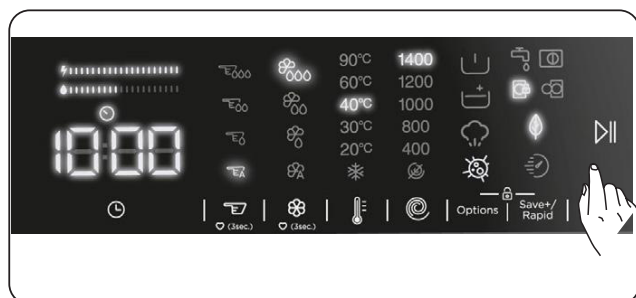 90°C 1400
60°C 1200
40°C 1000
30°C 800
10:00
20°C 400
A A
Options Save+/
Rapid
(3sec.) (3sec.)